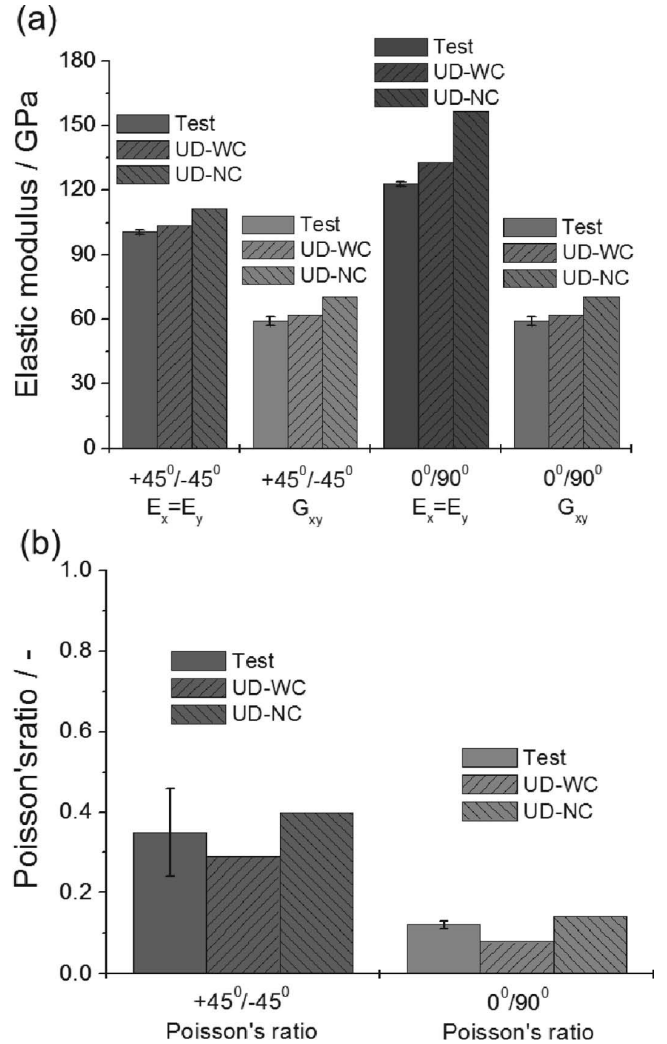 (a)
Elastic modulus / GPa
180
150
120
90
60
30
0
Test
UD-WC
UD-NC
Test
UD-WC
UD-NC
Test
UD-WC
UD-NC
Test
UD-WC
UD-NC
+45⁰/-45⁰ +45⁰/-45⁰ 0⁰/90⁰ 0⁰/90⁰
Eₓ=Eᵧ Gₓᵧ Eₓ=Eᵧ Gₓᵧ
(b)
Poisson'sratio / -
1.0
0.8
0.6
0.4
0.2
0.0
Test
UD-WC
UD-NC
Test
UD-WC
UD-NC
+45⁰/-45⁰ 0⁰/90⁰
Poisson's ratio Poisson's ratio